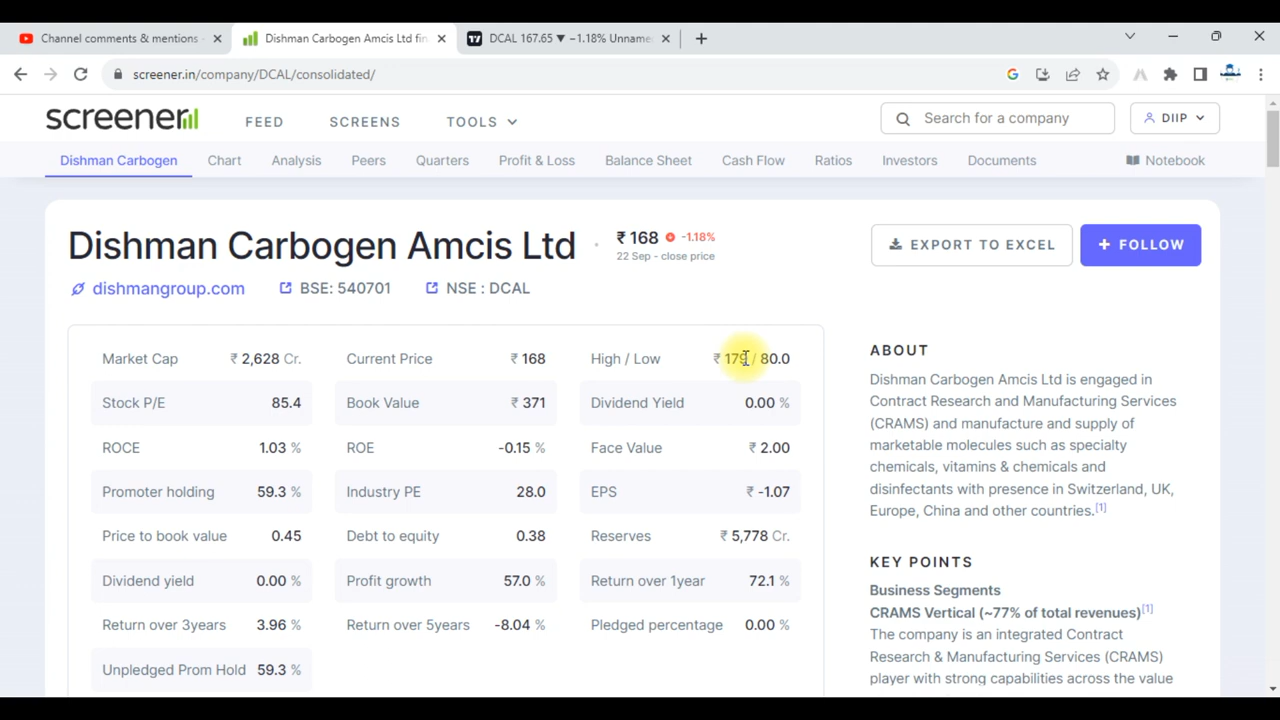 Channel comments & mentions
Dishman Carbogen Amcis Ltd fin
DCAL 167.65 ▼ −1.18% Unname
screener.in/company/DCAL/consolidated/
screener
FEED
SCREENS
TOOLS
Search for a company
DIIP
Dishman Carbogen
Chart
Analysis
Peers
Quarters
Profit & Loss
Balance Sheet
Cash Flow
Ratios
Investors
Documents
Notebook
Dishman Carbogen Amcis Ltd
₹ 168 -1.18%
22 Sep - close price
EXPORT TO EXCEL
+ FOLLOW
dishmangroup.com
BSE: 540701
NSE : DCAL
Market Cap ₹ 2,628 Cr.
Current Price ₹ 168
High / Low ₹ 179 / 80.0
Stock P/E 85.4
Book Value ₹ 371
Dividend Yield 0.00 %
ROCE 1.03 %
ROE -0.15 %
Face Value ₹ 2.00
Promoter holding 59.3 %
Industry PE 28.0
EPS ₹ -1.07
Price to book value 0.45
Debt to equity 0.38
Reserves ₹ 5,778 Cr.
Dividend yield 0.00 %
Profit growth 57.0 %
Return over 1year 72.1 %
Return over 3years 3.96 %
Return over 5years -8.04 %
Pledged percentage 0.00 %
Unpledged Prom Hold 59.3 %
ABOUT
Dishman Carbogen Amcis Ltd is engaged in
Contract Research and Manufacturing Services
(CRAMS) and manufacture and supply of
marketable molecules such as specialty
chemicals, vitamins & chemicals and
disinfectants with presence in Switzerland, UK,
Europe, China and other countries.[1]
KEY POINTS
Business Segments
CRAMS Vertical (~77% of total revenues)[1]
The company is an integrated Contract
Research & Manufacturing Services (CRAMS)
player with strong capabilities across the value